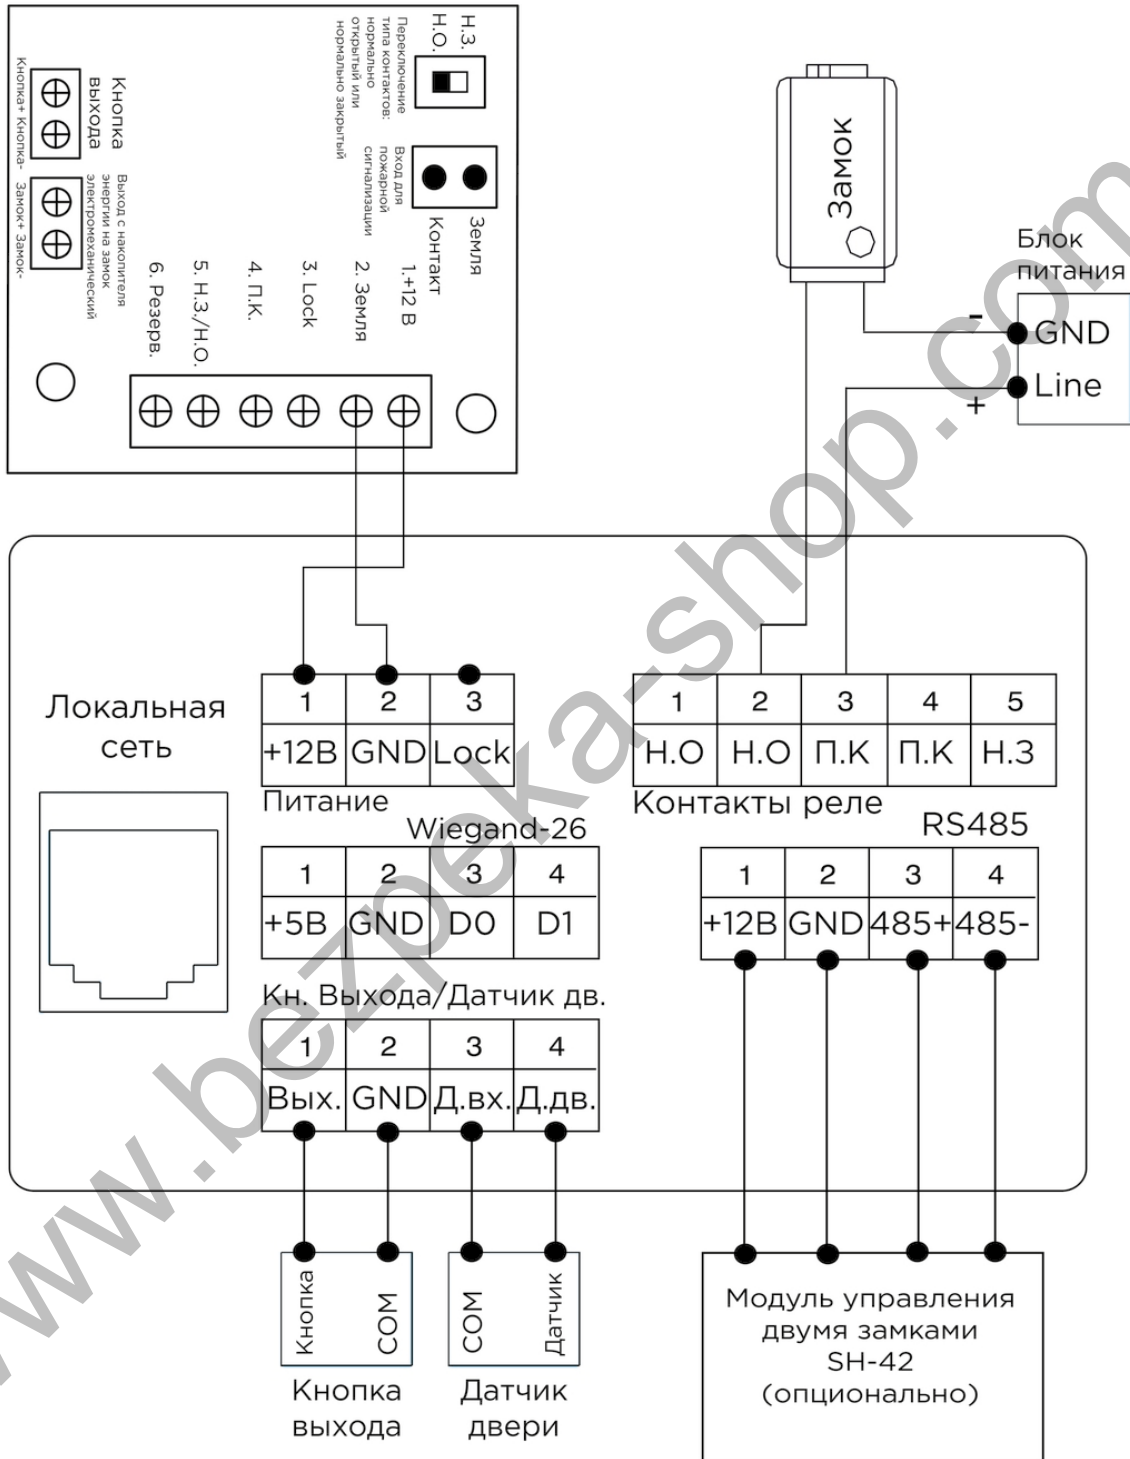 Н.З.
Н.О.
Переключение
типа контактов:
нормально
открытый или
нормально закрытый
Кнопка
выхода
Кнопка+ Кнопка-
Вход для
пожарной
сигнализации
Земля
Контакт
Выход с накопителя
энергии на замок
электромеханический
Замок+ Замок-
1.+12 В
2. Земля
3. Lock
4. П.К.
5. Н.З./Н.О.
6. Резерв.
Замок
Блок
питания
-
GND
Line
+
Локальная
сеть
1 2 3
+12В GND Lock
Питание
1 2 3 4 5
Н.О Н.О П.К П.К Н.З
Контакты реле
Wiegand-26
1 2 3 4
+5В GND D0 D1
RS485
1 2 3 4
+12В GND 485+ 485-
Кн. Выхода/Датчик дв.
1 2 3 4
Вых. GND Д.вх. Д.дв.
Кнопка COM
COM Датчик
Кнопка
выхода
Датчик
двери
Модуль управления
двумя замками
SH-42
(опционально)
www.bezpeka-shop.com